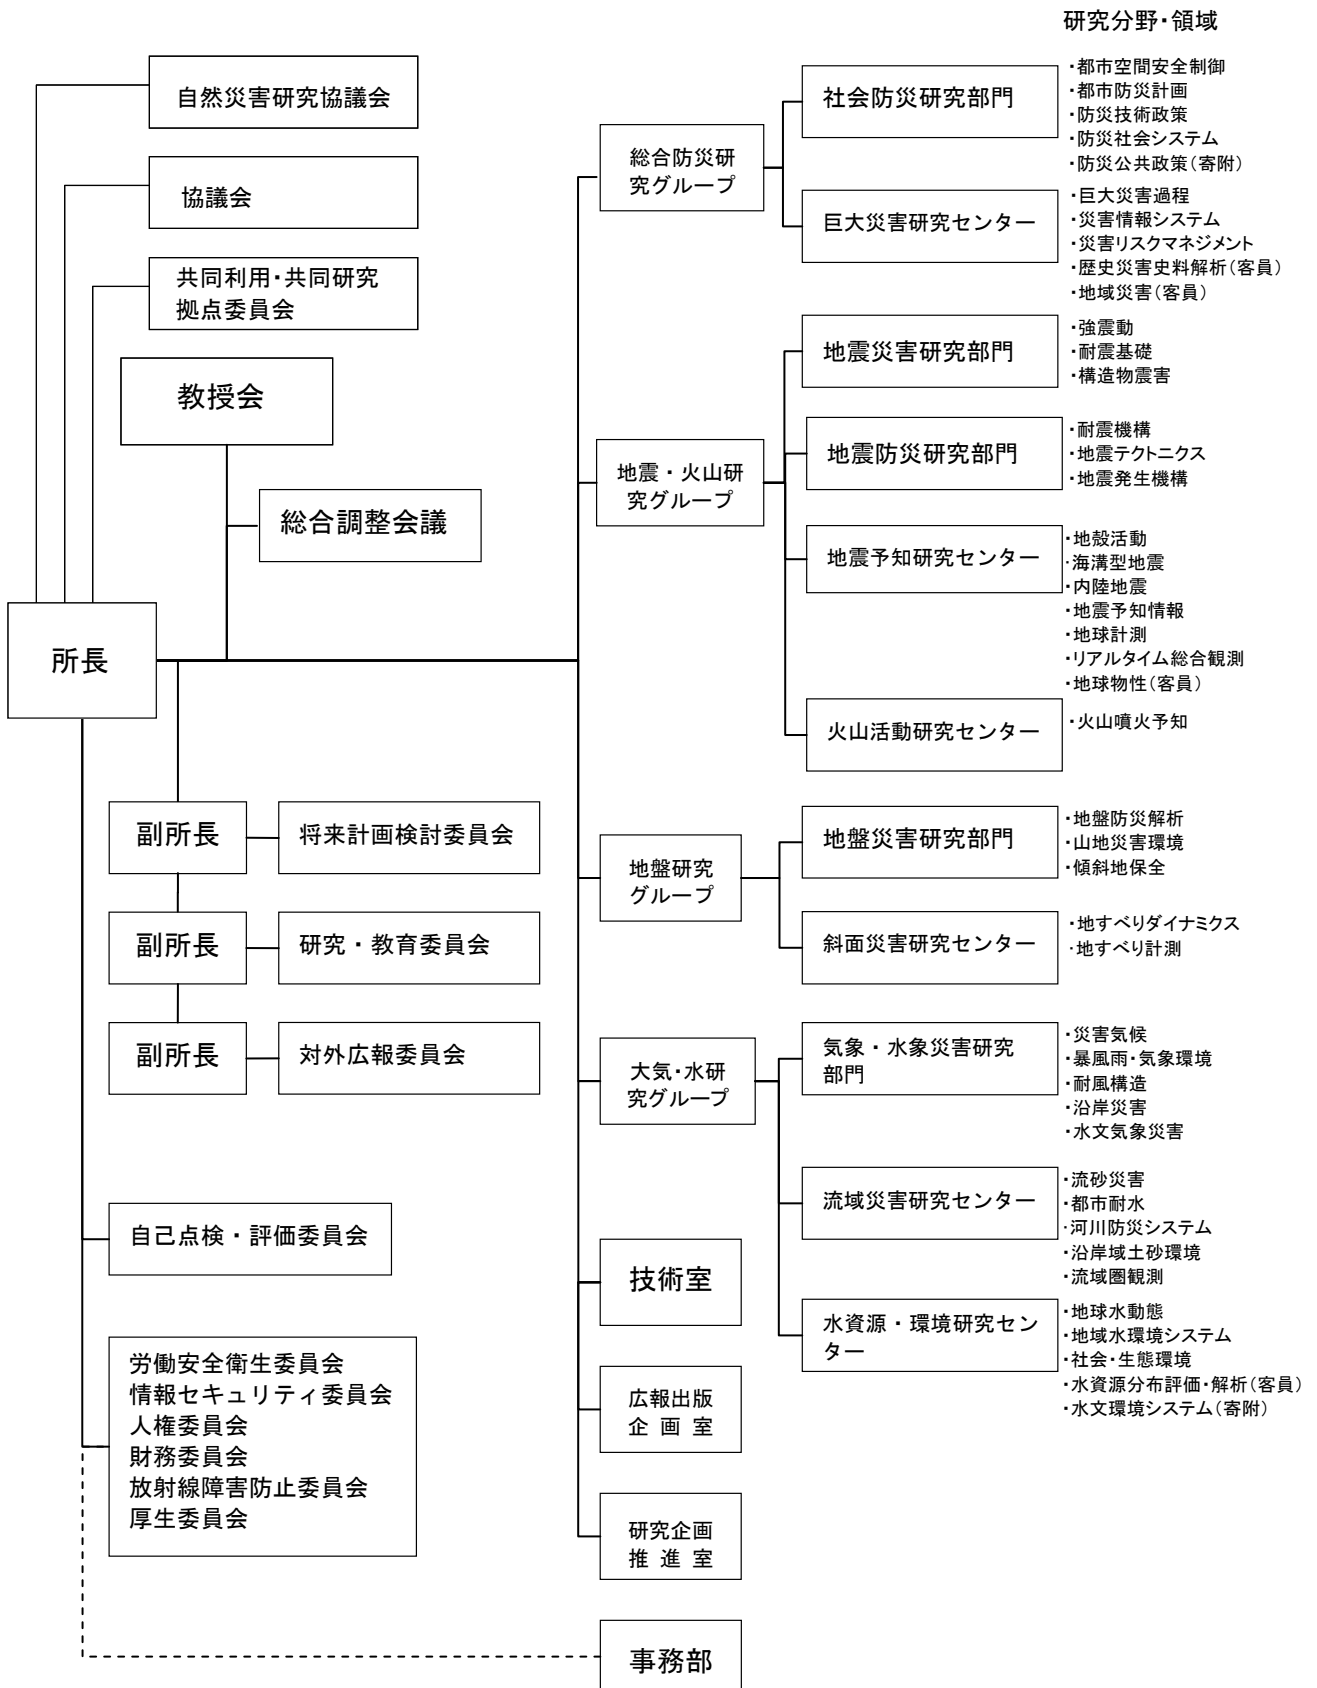 研究分野・領域
自然災害研究協議会
協議会
共同利用・共同研究
拠点委員会
教授会
総合調整会議
所長
副所長
将来計画検討委員会
副所長
研究・教育委員会
副所長
対外広報委員会
自己点検・評価委員会
労働安全衛生委員会
情報セキュリティ委員会
人権委員会
財務委員会
放射線障害防止委員会
厚生委員会
総合防災研
究グループ
社会防災研究部門
・都市空間安全制御
・都市防災計画
・防災技術政策
・防災社会システム
・防災公共政策(寄附)
巨大災害研究センター
・巨大災害過程
・災害情報システム
・災害リスクマネジメント
・歴史災害史料解析(客員)
・地域災害(客員)
地震・火山研
究グループ
地震災害研究部門
・強震動
・耐震基礎
・構造物震害
地震防災研究部門
・耐震機構
・地震テクトニクス
・地震発生機構
地震予知研究センター
・地殻活動
・海溝型地震
・内陸地震
・地震予知情報
・地球計測
・リアルタイム総合観測
・地球物性(客員)
火山活動研究センター
・火山噴火予知
地盤研究
グループ
地盤災害研究部門
・地盤防災解析
・山地災害環境
・傾斜地保全
斜面災害研究センター
・地すべりダイナミクス
・地すべり計測
大気・水研
究グループ
気象・水象災害研究
部門
・災害気候
・暴風雨・気象環境
・耐風構造
・沿岸災害
・水文気象災害
流域災害研究センター
・流砂災害
・都市耐水
・河川防災システム
・沿岸域土砂環境
・流域圏観測
水資源・環境研究セン
ター
・地球水動態
・地域水環境システム
・社会・生態環境
・水資源分布評価・解析(客員)
・水文環境システム(寄附)
技術室
広報出版
企 画 室
研究企画
推 進 室
事務部